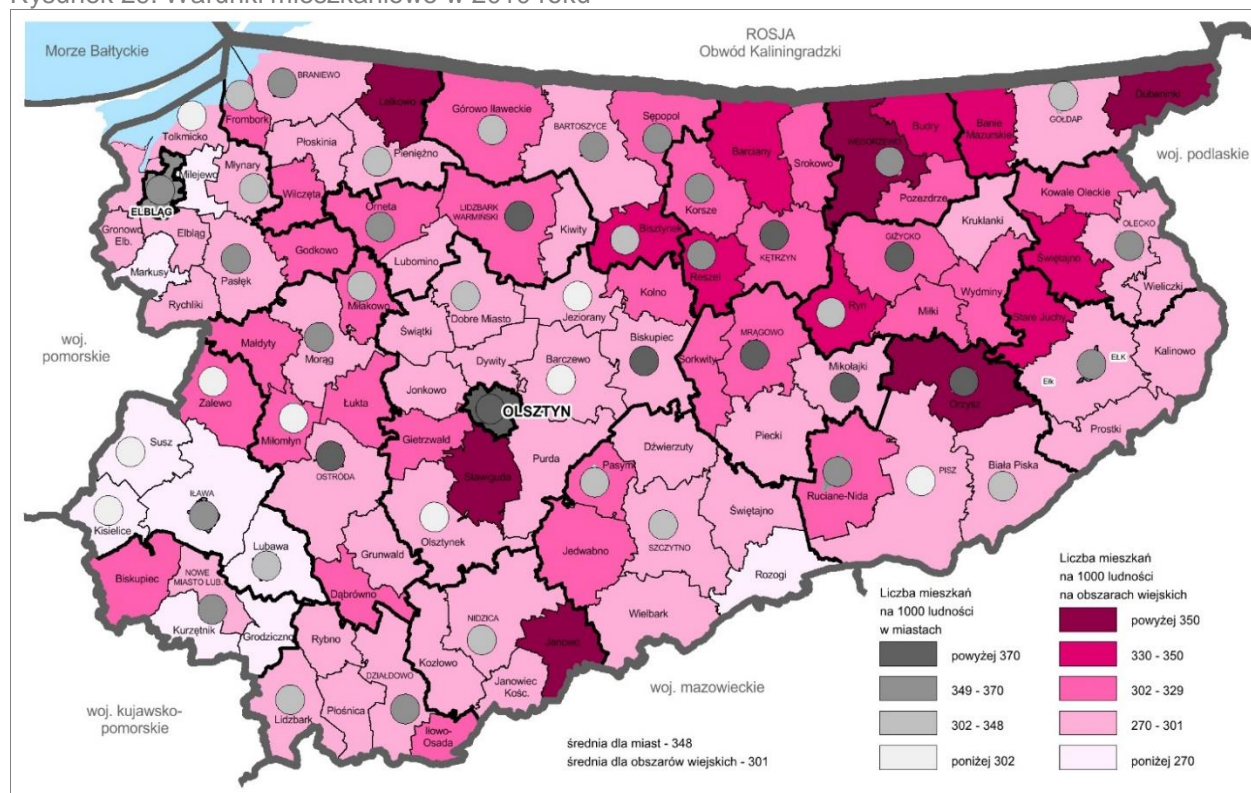 Morze Bałtyckie
ROSJA
Obwód Kaliningradzki
BRANIEWO
Lelkowo
Górowo Iławeckie
Sępopol
Frombork
Tolkmicko
Płoskinia
Pieniężno
BARTOSZYCE
Barciany
Srokowo
WĘGORZEWO
Budry
Banie
Mazurskie
GOŁDAP
Dubeninki
woj. podlaskie
Milejewo
Młynary
Wilczęta
Orneta
LIDZBARK
WARMIŃSKI
Kiwity
Bisztynek
Korsze
Reszel
KĘTRZYN
Pozezdrze
Kruklanki
Kowale Oleckie
OLECKO
ELBLĄG
Gronowo
Elb.
Elbląg
Markusy
Pasłęk
Rychliki
Godkowo
Lubomino
Miłakowo
GIŻYCKO
Świętajno
Wieliczki
Dobre Miasto
Jeziorany
Kolno
Ryn
Miłki
Wydminy
Stare Juchy
woj.
pomorskie
Małdyty
Morąg
Świątki
Dywity
Barczewo
Biskupiec
Sorkwity
MRĄGOWO
Mikołajki
EŁK
Ełk
Kalinowo
Zalewo
Łukta
Jonkowo
OLSZTYN
Orzysz
Miłomłyn
Gietrzwałd
Stawiguda
Purda
Dźwierzuty
Piecki
Prostki
Susz
OSTRÓDA
Pasym
Ruciane-Nida
PISZ
Biała Piska
IŁAWA
Kisielice
Olsztynek
SZCZYTNO
Świętajno
Lubawa
Grunwald
Jedwabno
Rozogi
Biskupiec
NOWE
MIASTO LUB.
Dąbrówno
Kurzętnik
Grodziczno
Rybno
NIDZICA
Wielbark
DZIAŁDOWO
Kozłowo
Janowo
Janowiec
Kośc.
Lidzbark
Płośnica
Iłowo-
Osada
woj. mazowieckie
woj. kujawsko-
pomorskie
średnia dla miast - 348
średnia dla obszarów wiejskich - 301
Liczba mieszkań
na 1000 ludności
w miastach
powyżej 370
349 - 370
302 - 348
poniżej 302
Liczba mieszkań
na 1000 ludności
na obszarach wiejskich
powyżej 350
330 - 350
302 - 329
270 - 301
poniżej 270